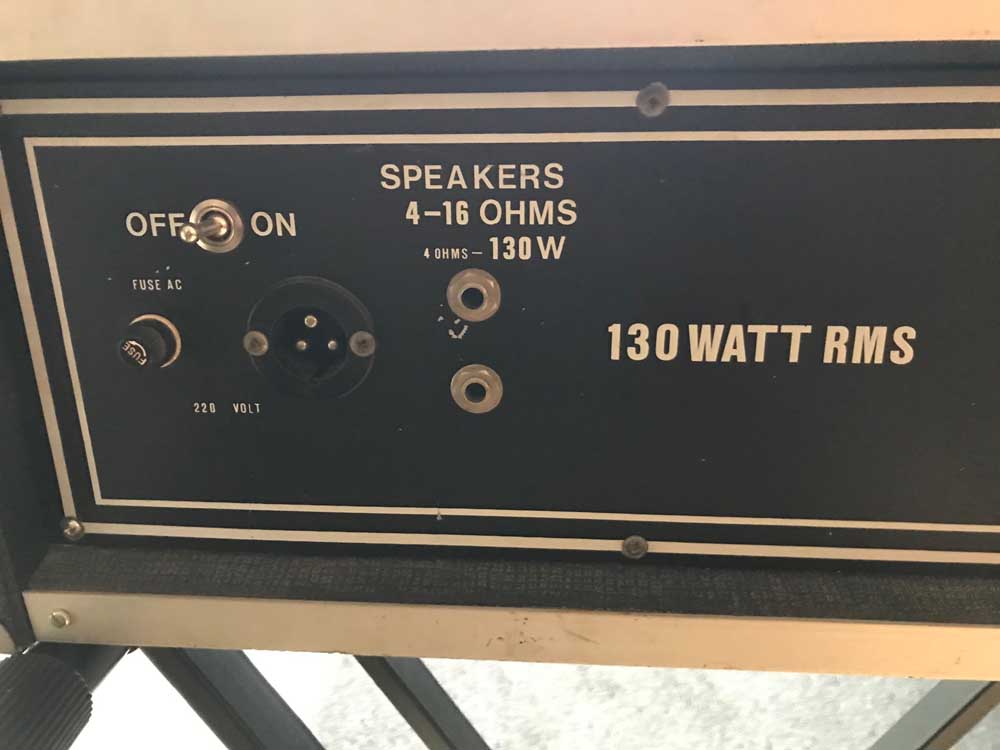 SPEAKERS
4-16 OHMS
4 OHMS - 130 W
OFF ON
FUSE AC
FUSE
220 VOLT
130 WATT RMS